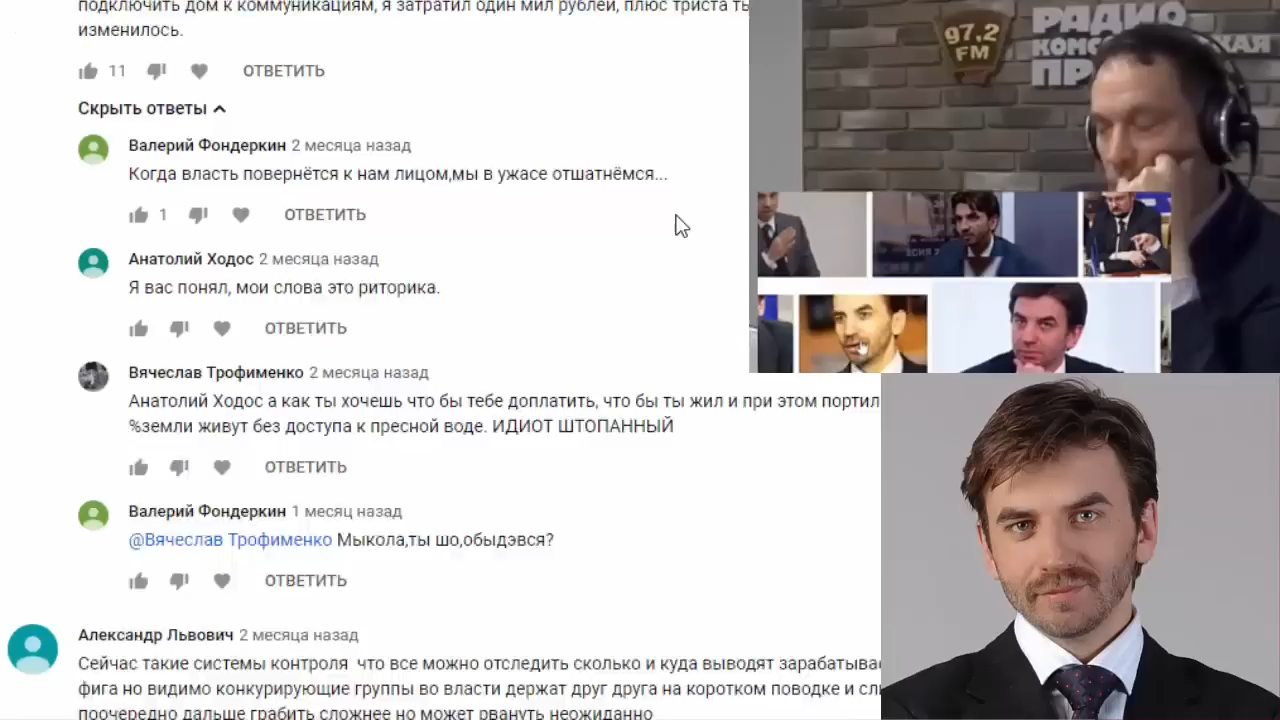 подключить дом к коммуникациям, я затратил один мил рублей, плюс триста ты
изменилось.
11
ОТВЕТИТЬ
Скрыть ответы
Валерий Фондеркин 2 месяца назад
Когда власть повернётся к нам лицом,мы в ужасе отшатнёмся...
1
ОТВЕТИТЬ
Анатолий Ходос 2 месяца назад
Я вас понял, мои слова это риторика.
ОТВЕТИТЬ
Вячеслав Трофименко 2 месяца назад
Анатолий Ходос а как ты хочешь что бы тебе доплатить, что бы ты жил и при этом портил
%земли живут без доступа к пресной воде. ИДИОТ ШТОПАННЫЙ
ОТВЕТИТЬ
Валерий Фондеркин 1 месяц назад
@Вячеслав Трофименко Мыкола,ты шо,обыдэвся?
ОТВЕТИТЬ
Александр Львович 2 месяца назад
Сейчас такие системы контроля что все можно отследить сколько и куда выводят зарабатывае
фига но видимо конкурирующие группы во власти держат друг друга на коротком поводке и сли
поочередно дальше грабить сложнее но может рвануть неожиданно
97,2
FM
РАДИО